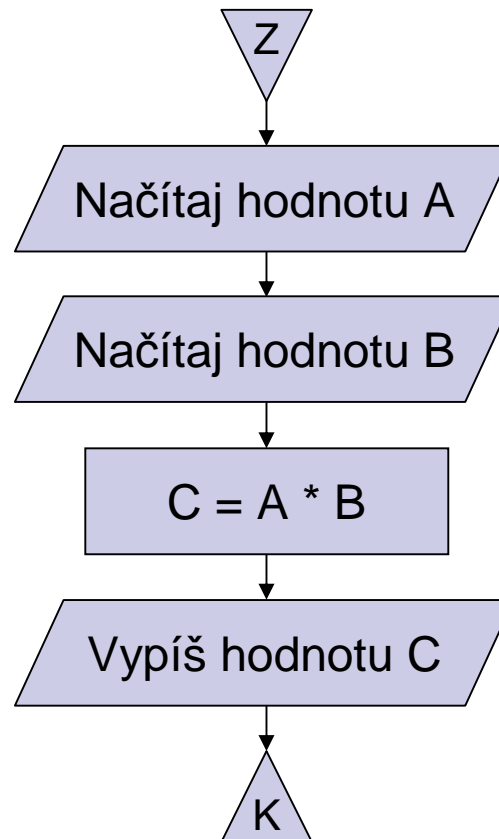 Z
Načítaj hodnotu A
Načítaj hodnotu B
C = A * B
Vypíš hodnotu C
K